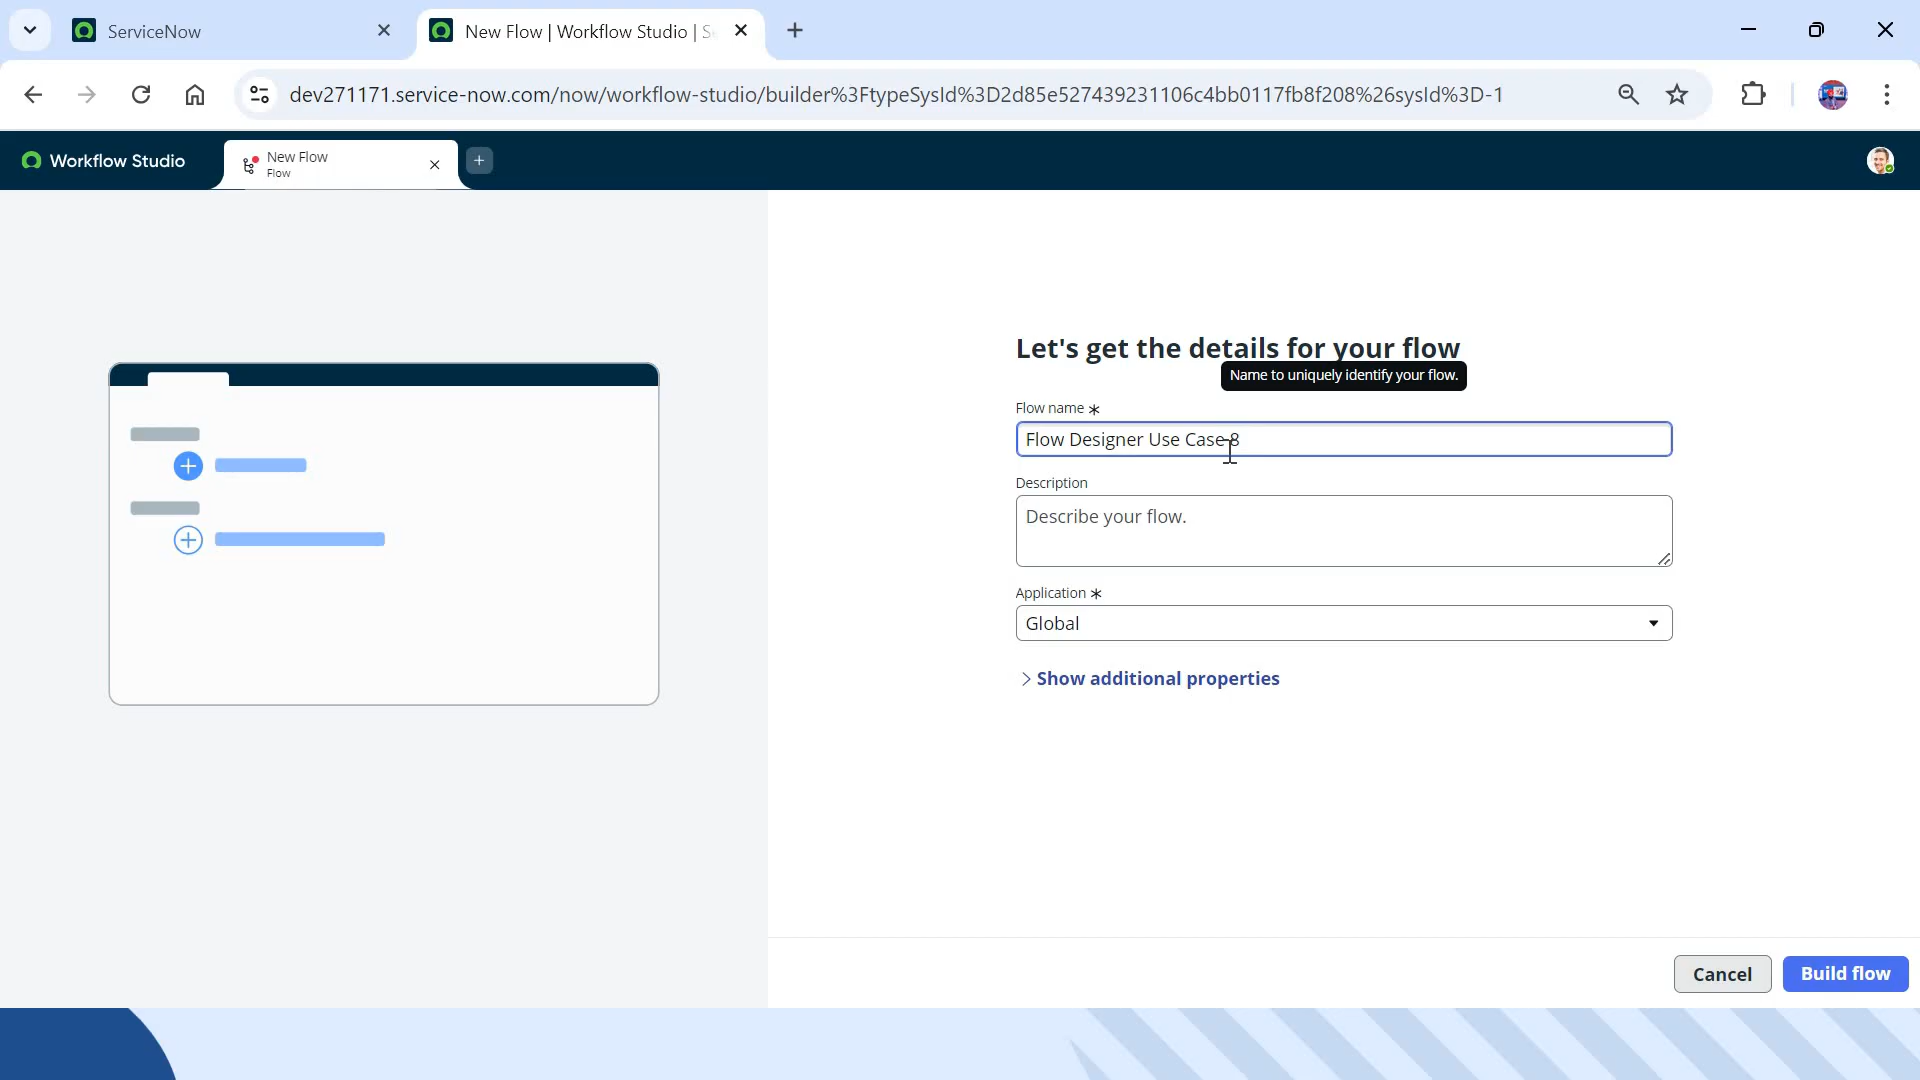 ServiceNow
New Flow | Workflow Studio | S
dev271171.service-now.com/now/workflow-studio/builder%3FtypeSysId%3D2d85e527439231106c4bb0117fb8f208%26sysId%3D-1
Workflow Studio
New Flow
Flow
Let's get the details for your flow
Name to uniquely identify your flow.
Flow name *
Flow Designer Use Case 8
Description
Describe your flow.
Application *
Global
Show additional properties
Cancel
Build flow